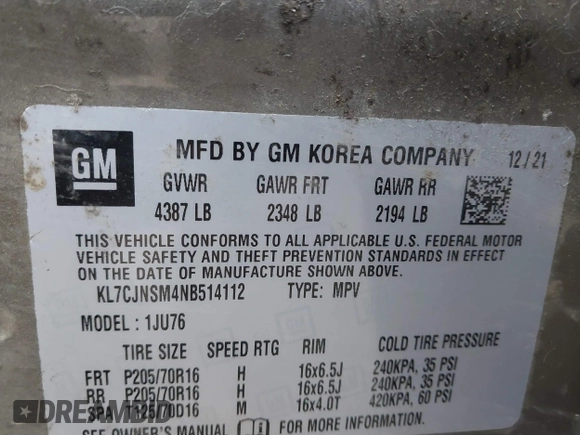 GM
MFD BY GM KOREA COMPANY 12/21
GVWR GAWR FRT GAWR RR
4387 LB 2348 LB 2194 LB
THIS VEHICLE CONFORMS TO ALL APPLICABLE U.S. FEDERAL MOTOR
VEHICLE SAFETY AND THEFT PREVENTION STANDARDS IN EFFECT
ON THE DATE OF MANUFACTURE SHOWN ABOVE.
KL7CJNSM4NB514112 TYPE: MPV
MODEL: 1JU76
TIRE SIZE SPEED RTG RIM COLD TIRE PRESSURE
FRT P205/70R16 H 16x6.5J 240KPA, 35 PSI
RR P205/70R16 H 16x6.5J 240KPA, 35 PSI
SPA T125/70D16 M 16x4.0T 420KPA, 60 PSI
SEE OWNER'S MANUAL FOR MORE INFORMATION.
DREAMBID